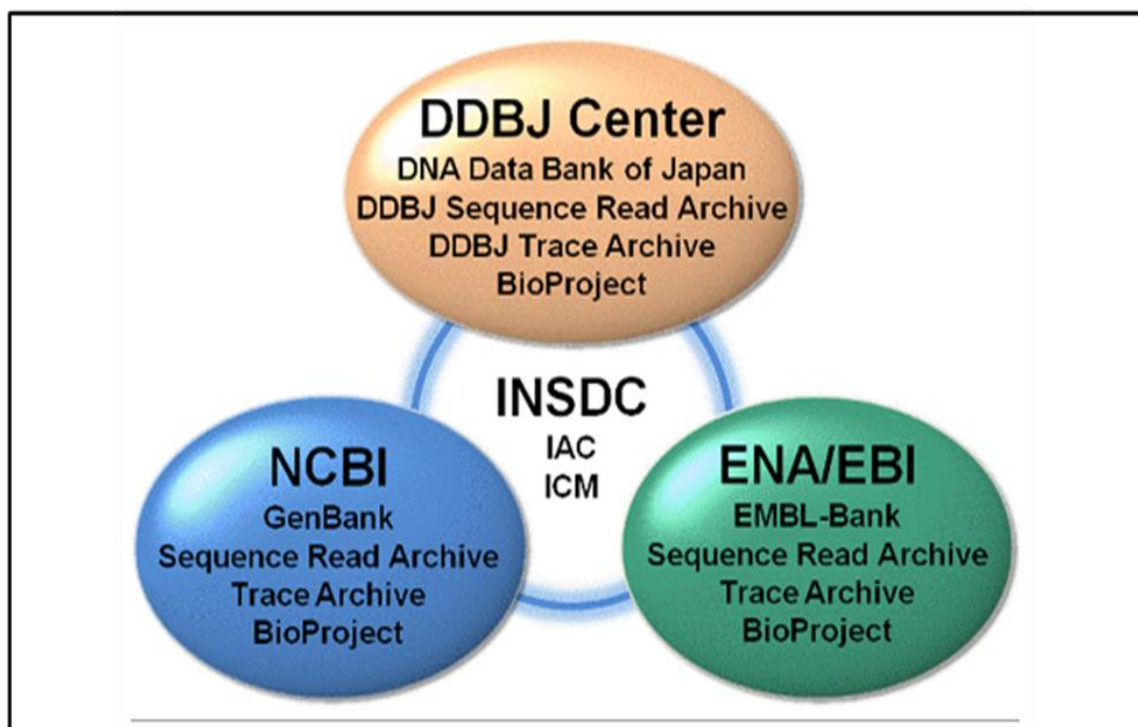 DDBJ Center
DNA Data Bank of Japan
DDBJ Sequence Read Archive
DDBJ Trace Archive
BioProject
INSDC
IAC
ICM
NCBI
GenBank
Sequence Read Archive
Trace Archive
BioProject
ENA/EBI
EMBL-Bank
Sequence Read Archive
Trace Archive
BioProject